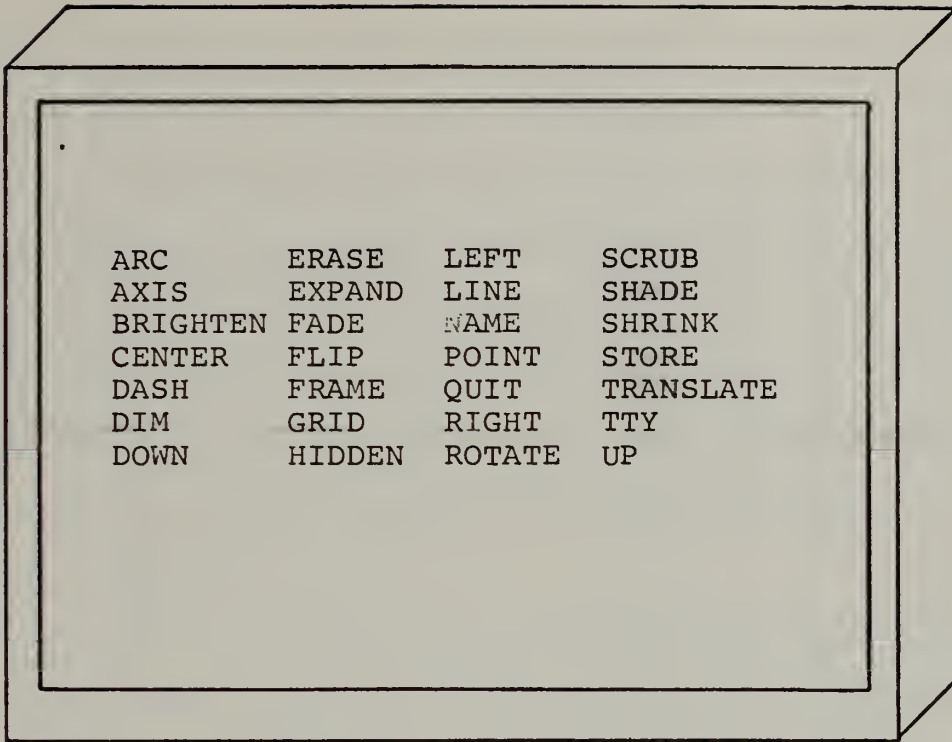 ARC ERASE LEFT SCRUB
AXIS EXPAND LINE SHADE
BRIGHTEN FADE NAME SHRINK
CENTER FLIP POINT STORE
DASH FRAME QUIT TRANSLATE
DIM GRID RIGHT TTY
DOWN HIDDEN ROTATE UP